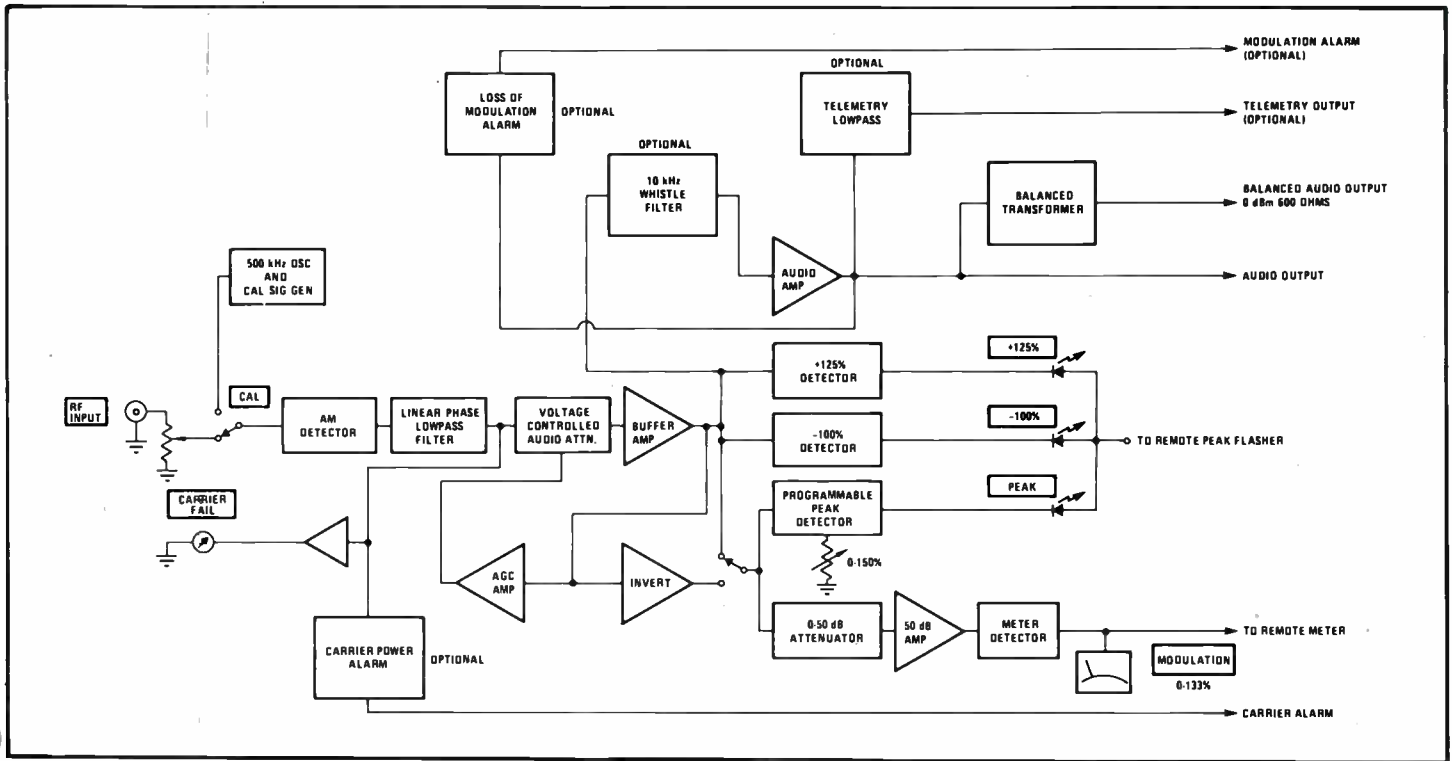 MODULATION ALARM
(OPTIONAL)
OPTIONAL
LOSS OF
MODULATION
ALARM
OPTIONAL
TELEMETRY
LOWPASS
TELEMETRY OUTPUT
(OPTIONAL)
OPTIONAL
10 kHz
WHISTLE
FILTER
BALANCED
TRANSFORMER
BALANCED AUDIO OUTPUT
0 dBm 600 OHMS
500 kHz OSC
AND
CAL SIG GEN
AUDIO
AMP
AUDIO OUTPUT
+125%
DETECTOR
+125%
RF
INPUT
CAL
AM
DETECTOR
LINEAR PHASE
LOWPASS
FILTER
VOLTAGE
CONTROLLED
AUDIO ATTN.
BUFFER
AMP
-100%
DETECTOR
-100%
TO REMOTE PEAK FLASHER
CARRIER
FAIL
PROGRAMMABLE
PEAK
DETECTOR
PEAK
0-150%
AGC
AMP
INVERT
CARRIER POWER
ALARM
OPTIONAL
0-50 dB
ATTENUATOR
50 dB
AMP
METER
DETECTOR
TO REMOTE METER
MODULATION
0-133%
CARRIER ALARM